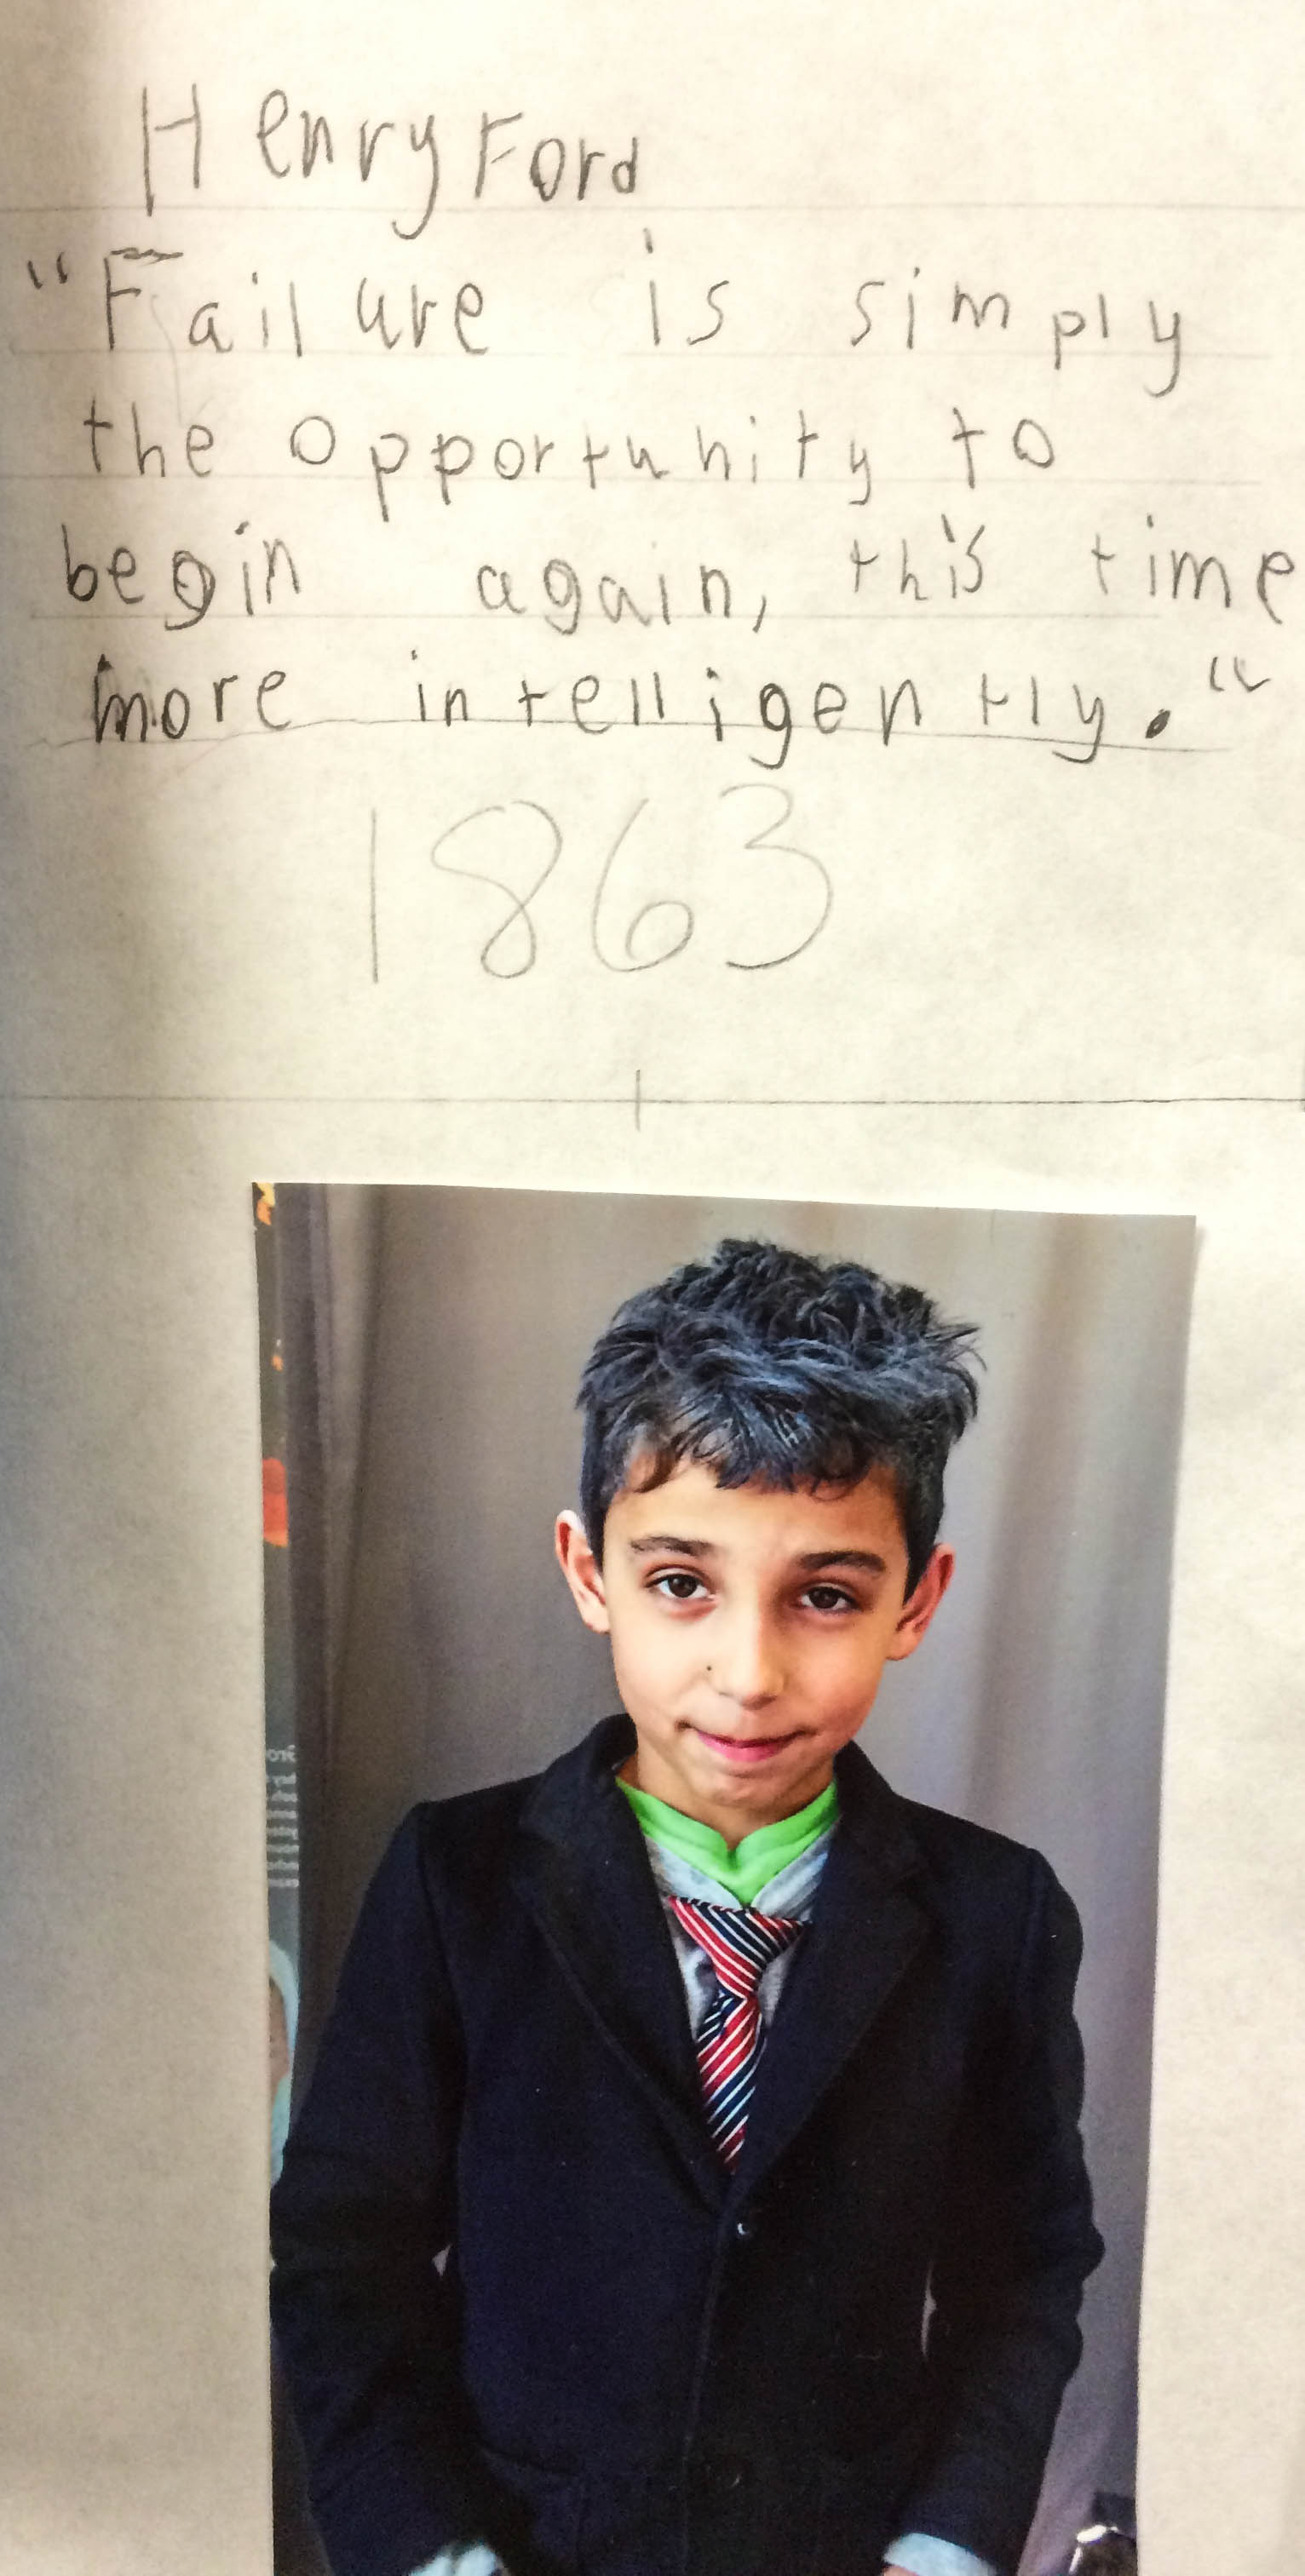 Henry Ford
"Failure is simply
the opportunity to
begin again, this time
more intelligently."
1863